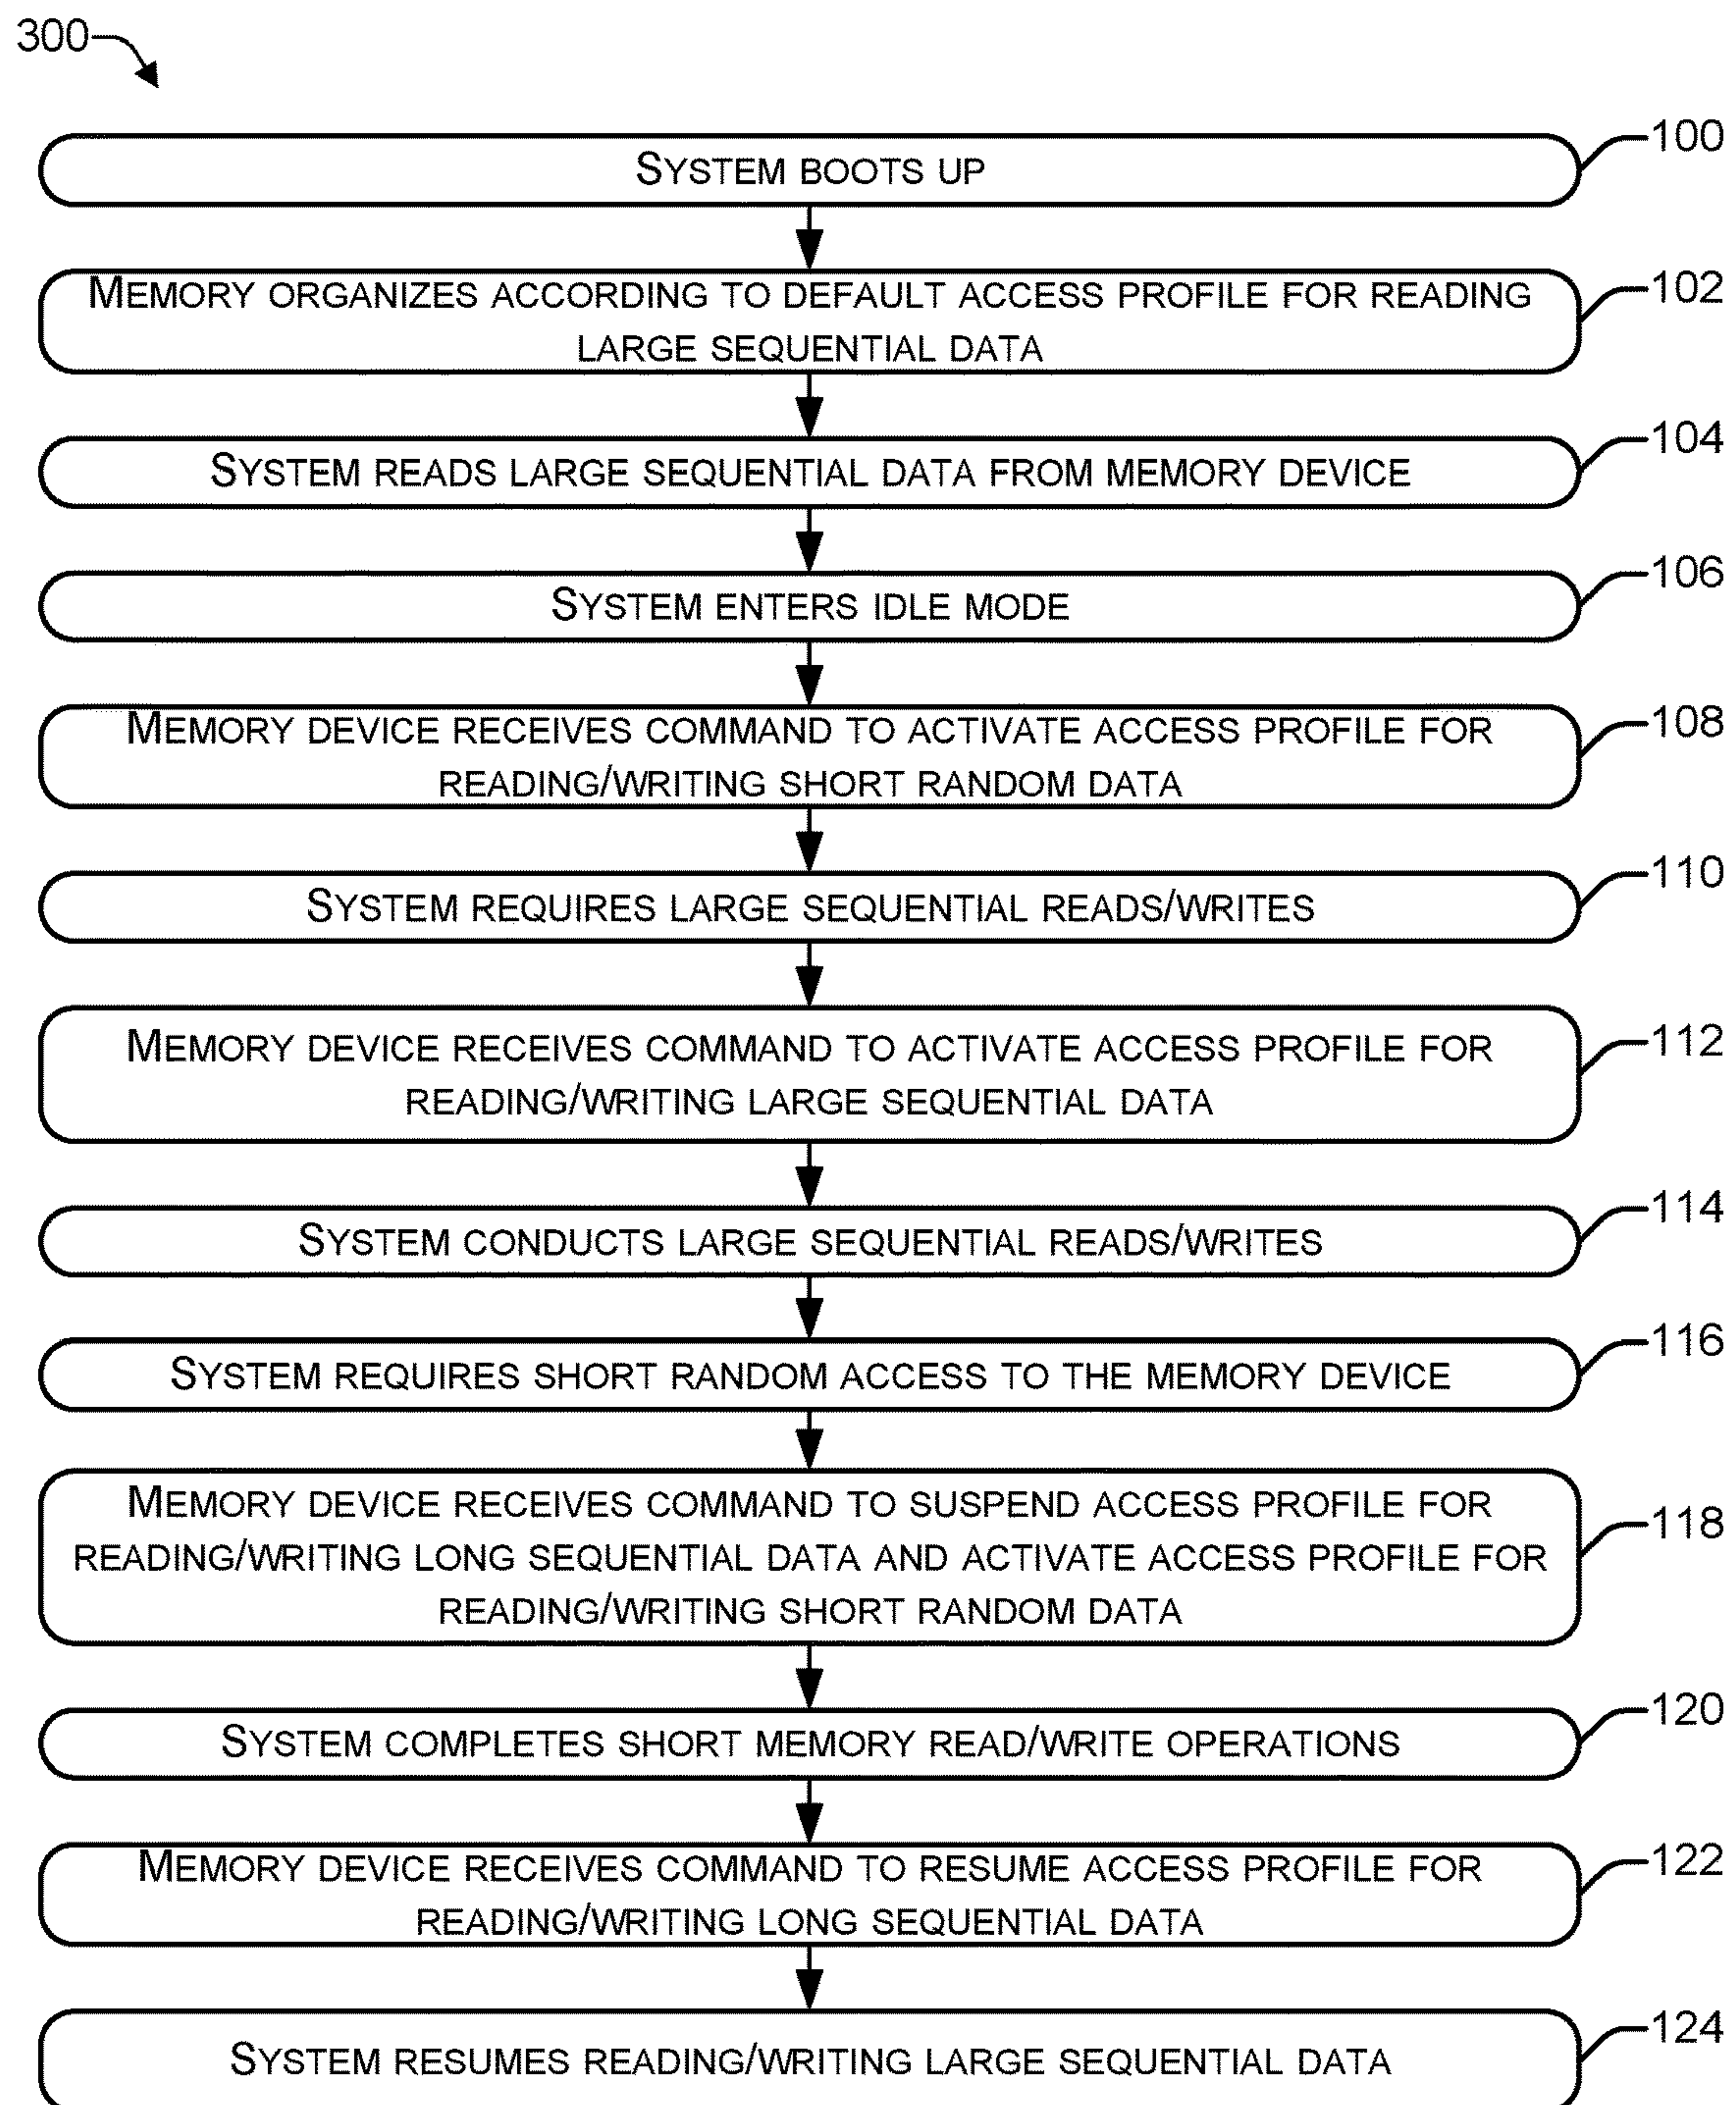 300
100
SYSTEM BOOTS UP
102
MEMORY ORGANIZES ACCORDING TO DEFAULT ACCESS PROFILE FOR READING
LARGE SEQUENTIAL DATA
104
SYSTEM READS LARGE SEQUENTIAL DATA FROM MEMORY DEVICE
106
SYSTEM ENTERS IDLE MODE
108
MEMORY DEVICE RECEIVES COMMAND TO ACTIVATE ACCESS PROFILE FOR
READING/WRITING SHORT RANDOM DATA
110
SYSTEM REQUIRES LARGE SEQUENTIAL READS/WRITES
112
MEMORY DEVICE RECEIVES COMMAND TO ACTIVATE ACCESS PROFILE FOR
READING/WRITING LARGE SEQUENTIAL DATA
114
SYSTEM CONDUCTS LARGE SEQUENTIAL READS/WRITES
116
SYSTEM REQUIRES SHORT RANDOM ACCESS TO THE MEMORY DEVICE
118
MEMORY DEVICE RECEIVES COMMAND TO SUSPEND ACCESS PROFILE FOR
READING/WRITING LONG SEQUENTIAL DATA AND ACTIVATE ACCESS PROFILE FOR
READING/WRITING SHORT RANDOM DATA
120
SYSTEM COMPLETES SHORT MEMORY READ/WRITE OPERATIONS
122
MEMORY DEVICE RECEIVES COMMAND TO RESUME ACCESS PROFILE FOR
READING/WRITING LONG SEQUENTIAL DATA
124
SYSTEM RESUMES READING/WRITING LARGE SEQUENTIAL DATA